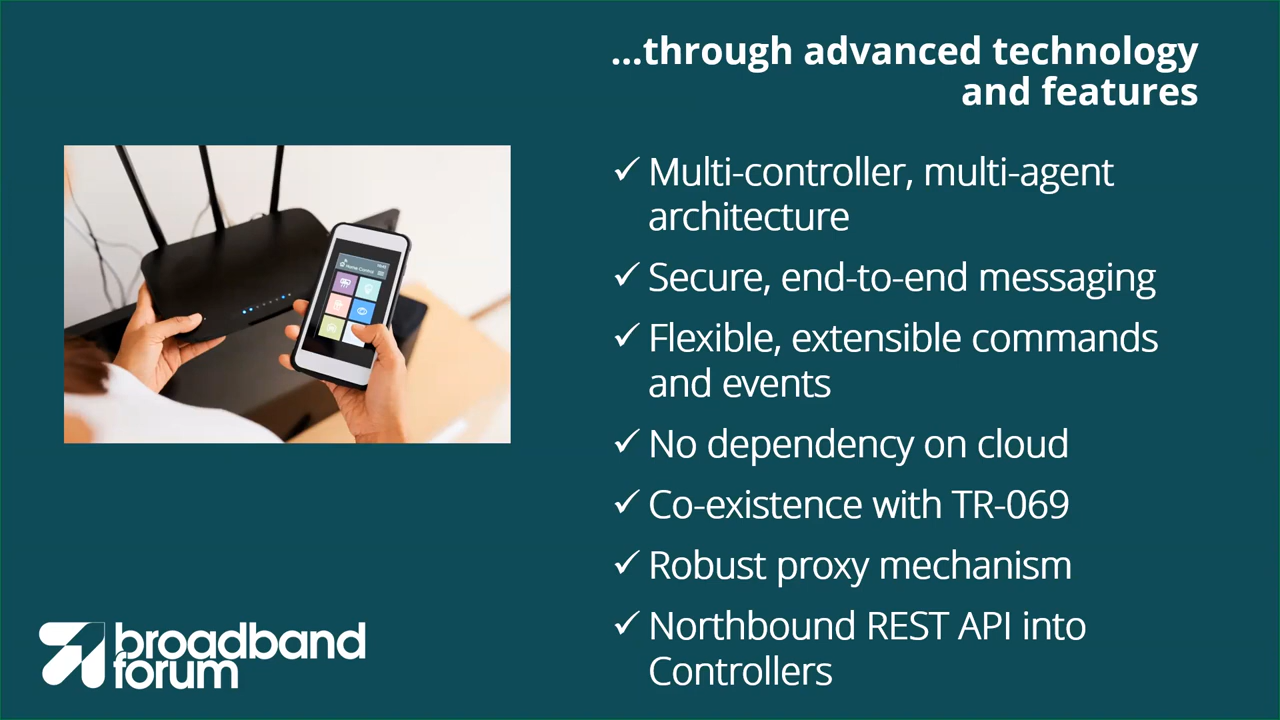 ...through advanced technology
and features
✓ Multi-controller, multi-agent
architecture
✓ Secure, end-to-end messaging
✓ Flexible, extensible commands
and events
✓ No dependency on cloud
✓ Co-existence with TR-069
✓ Robust proxy mechanism
✓ Northbound REST API into
Controllers
Home Control
broadband
forum